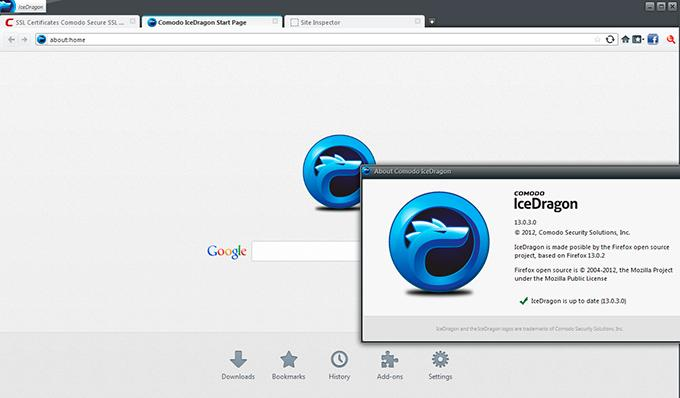 IceDragon
SSL Certificates Comodo Secure SSL ...
Comodo IceDragon Start Page
Site Inspector
about:home
Google
About Comodo IceDragon
COMODO
IceDragon
13.0.3.0
© 2012, Comodo Security Solutions, Inc.
IceDragon is made posible by the Firefox open source
project, based on Firefox 13.0.2
Firefox open source is © 2004-2012, the Mozilla Project
under the Mozilla Public License
IceDragon is up to date (13.0.3.0)
IceDragon and the IceDragon logos are trademarks of Comodo Security Solutions, Inc.
Downloads
Bookmarks
History
Add-ons
Settings